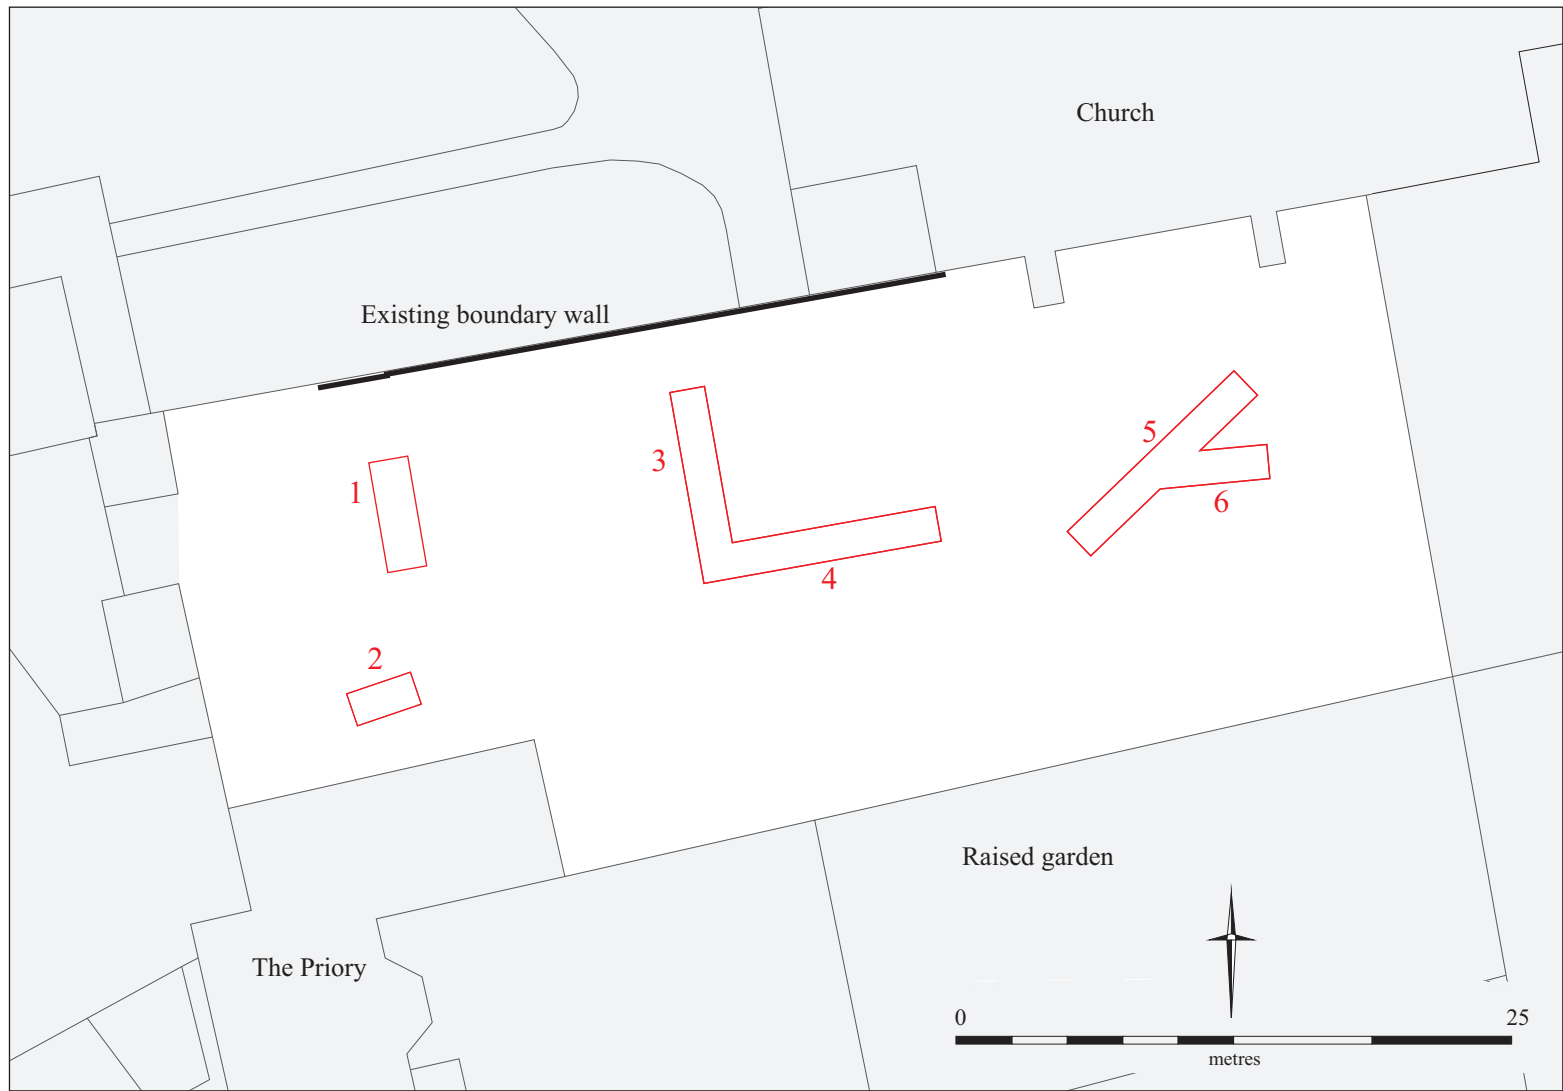 Church
Existing boundary wall
5
3
1
6
4
2
Raised garden
The Priory
0 25
metres